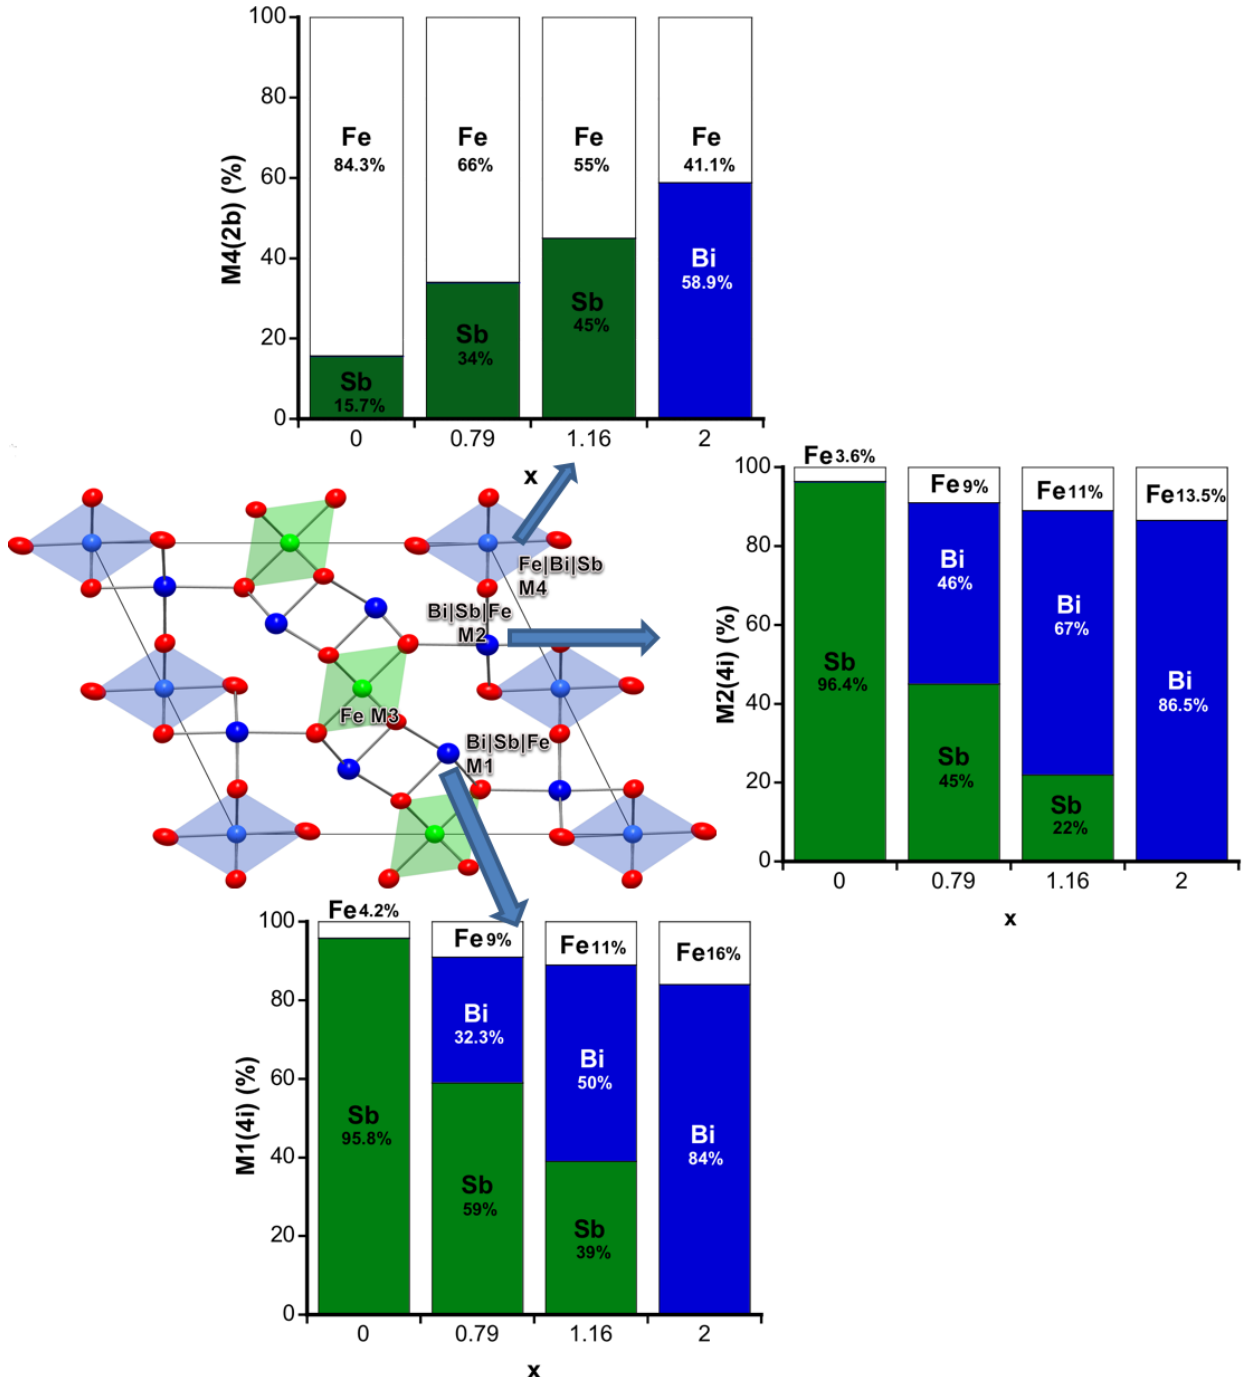 100
80
60
40
20
0
M4(2b) (%)
Fe
84.3%
Sb
15.7%
Fe
66%
Sb
34%
Fe
55%
Sb
45%
Fe
41.1%
Bi
58.9%
0 0.79 1.16 2
x
Fe|Bi|Sb
M4
Bi|Sb|Fe
M2
Fe M3
Bi|Sb|Fe
M1
100
80
60
40
20
0
M2(4i) (%)
Fe3.6%
Sb
96.4%
Fe9%
Bi
46%
Sb
45%
Fe11%
Bi
67%
Sb
22%
Fe13.5%
Bi
86.5%
0 0.79 1.16 2
x
100
80
60
40
20
0
M1(4i) (%)
Fe4.2%
Sb
95.8%
Fe9%
Bi
32.3%
Sb
59%
Fe11%
Bi
50%
Sb
39%
Fe16%
Bi
84%
0 0.79 1.16 2
x